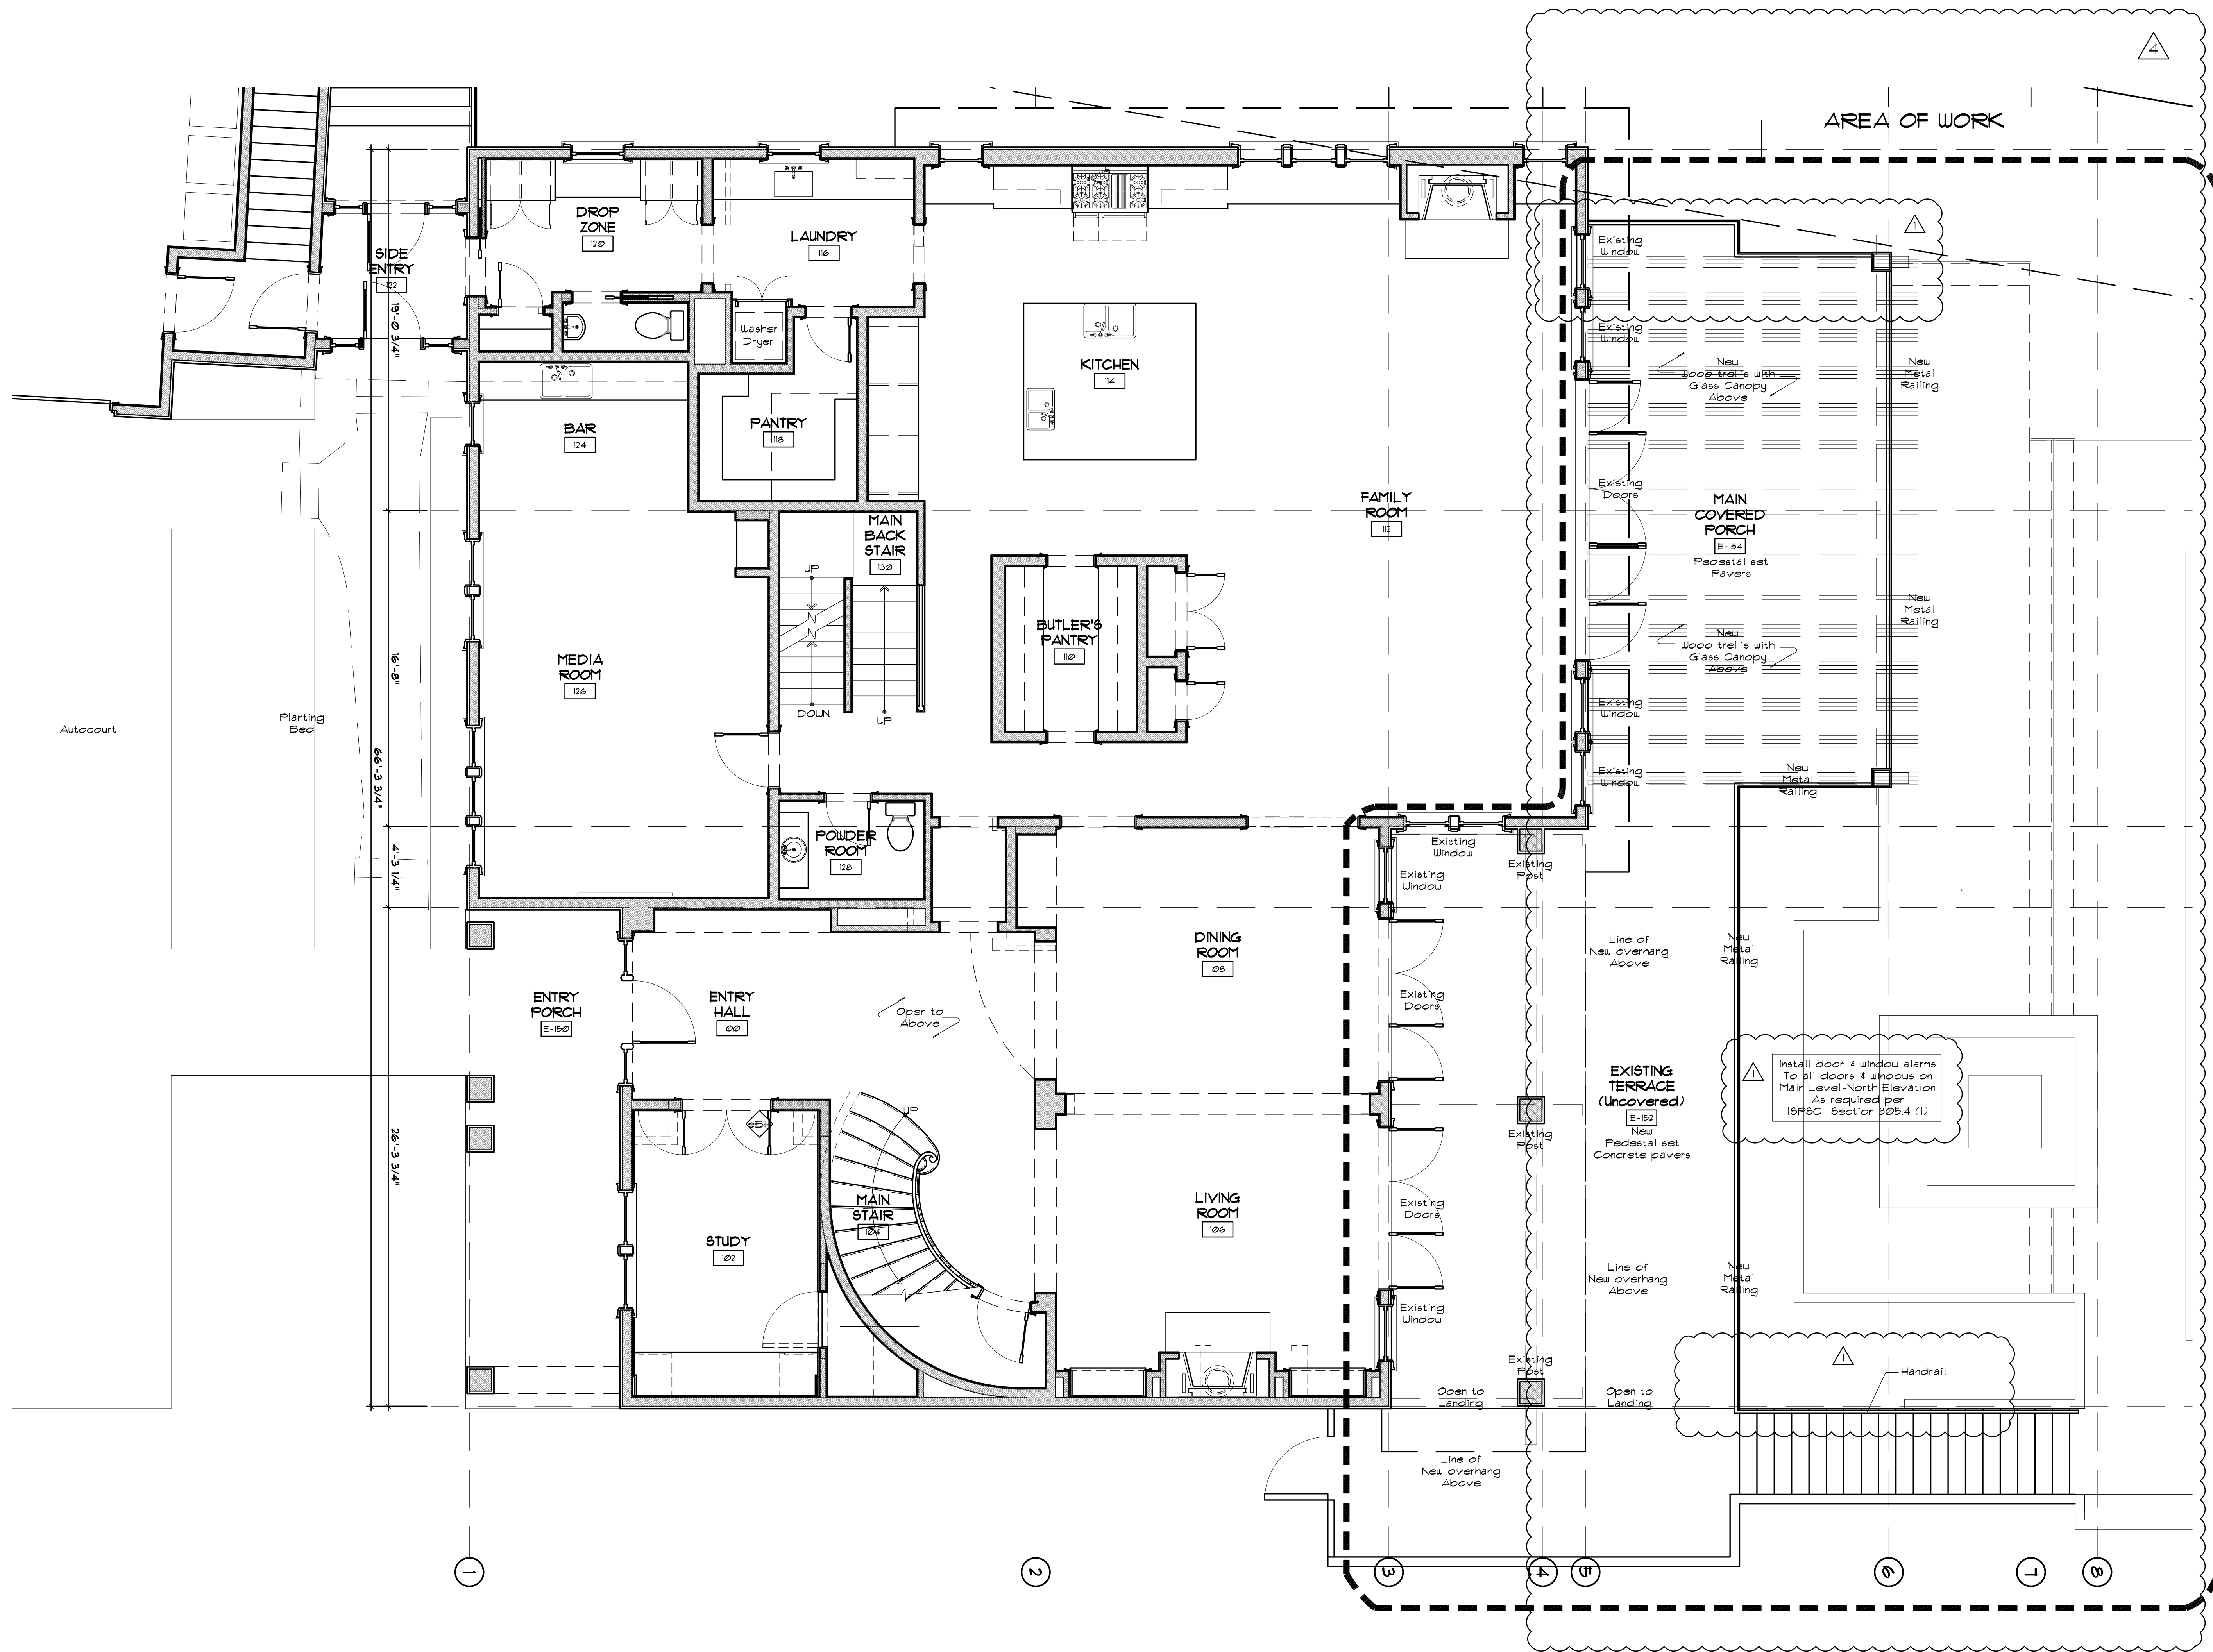 4
AREA OF WORK
1
SIDE
ENTRY
122
DROP
ZONE
120
LAUNDRY
116
Existing
Window
19'-0 3/4"
Washer
Dryer
Existing
Window
KITCHEN
114
New
Wood trellis with
Glass Canopy
Above
New
Metal
Railing
BAR
124
PANTRY
118
FAMILY
ROOM
112
Existing
Doors
MAIN
COVERED
PORCH
E-154
Pedestal set
Pavers
MAIN
BACK
STAIR
130
UP
DOWN
UP
BUTLER'S
PANTRY
110
New
Metal
Railing
New
Wood trellis with
Glass Canopy
Above
16'-8"
MEDIA
ROOM
126
Autocourt
Planting
Bed
Existing
Window
66'-3 3/4"
Existing
Window
New
Metal
Railing
4'-3 1/4"
POWDER
ROOM
128
Existing
Window
Existing
Post
Existing
Window
DINING
ROOM
108
Line of
New overhang
Above
New
Metal
Railing
ENTRY
PORCH
E-150
ENTRY
HALL
100
Open to
Above
Existing
Doors
EXISTING
TERRACE
(Uncovered)
E-152
New
Pedestal set
Concrete pavers
1
Install door & window alarms
To all doors & windows on
Main Level-North Elevation
As required per
ISPSC Section 305.4 (1)
Existing
Post
26'-3 3/4"
UP
MAIN
STAIR
104
LIVING
ROOM
106
Existing
Doors
STUDY
102
Line of
New overhang
Above
New
Metal
Railing
Existing
Window
Existing
Post
1
Handrail
Open to
Landing
Open to
Landing
Line of
New overhang
Above
1
2
3
4
5
6
7
8